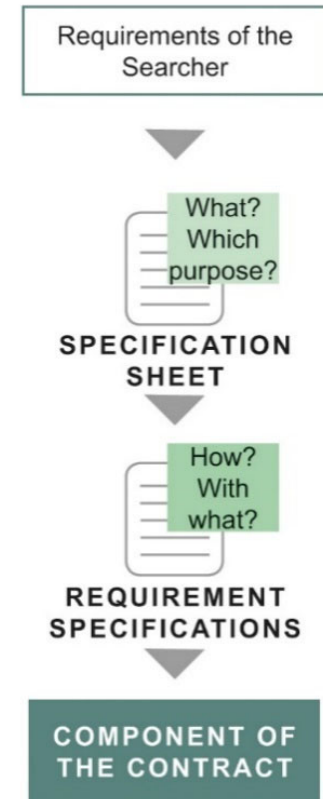 Requirements of the
Searcher
What?
Which
purpose?
SPECIFICATION
SHEET
How?
With
what?
REQUIREMENT
SPECIFICATIONS
COMPONENT OF
THE CONTRACT